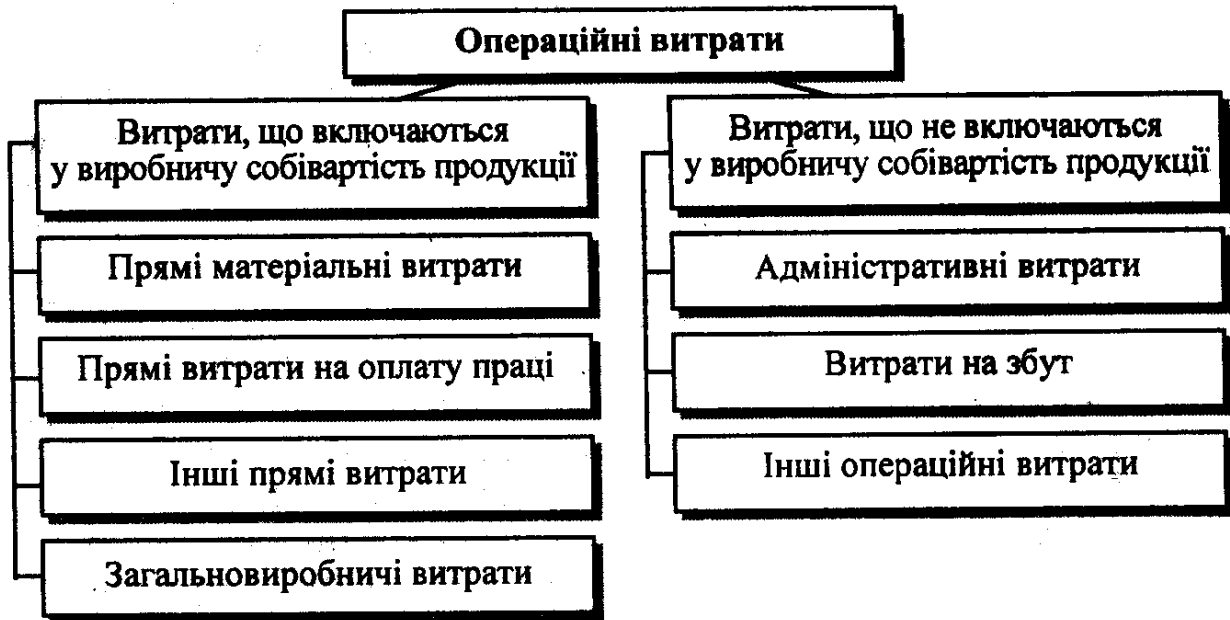 Операційні витрати
Витрати, що включаються
у виробничу собівартість продукції
Прямі матеріальні витрати
Прямі витрати на оплату праці
Інші прямі витрати
Загальновиробничі витрати
Витрати, що не включаються
у виробничу собівартість продукції
Адміністративні витрати
Витрати на збут
Інші операційні витрати